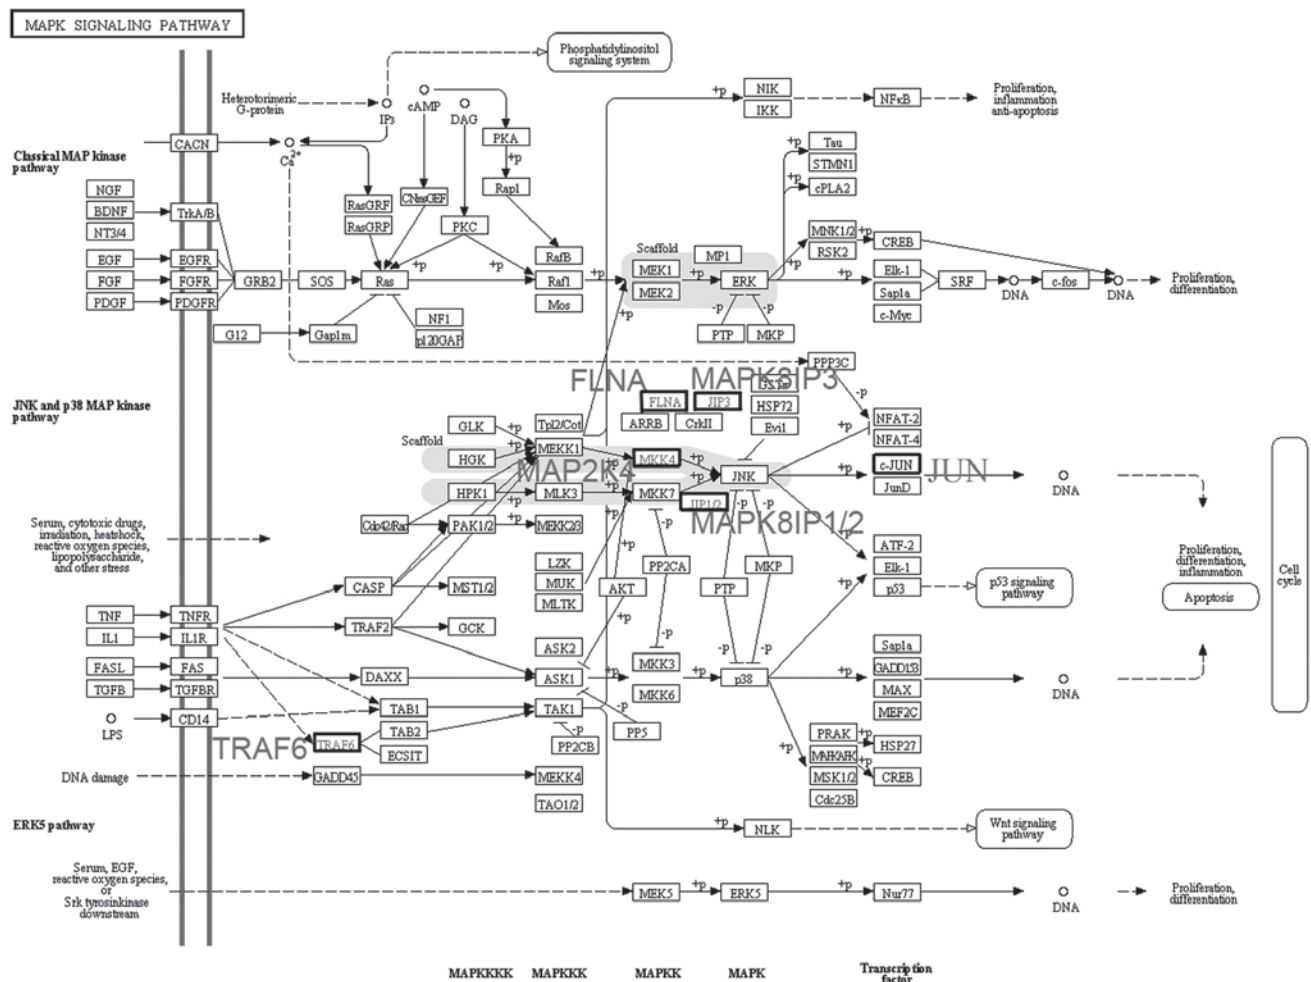 MAPK SIGNALING PATHWAY
Phosphatidylinositol
signaling system
Heterotorimeric
G-protein
IP3
cAMP
DAG
NIK
IKK
+p
NFκB
Proliferation,
inflammation
anti-apoptosis
CACN
Ca2+
PKA
+p
Rap1
Tau
STMN1
cPLA2
+p
+p
Classical MAP kinase
pathway
NGF
BDNF
NT3/4
TrkA/B
RasGRF
RasGRP
CNrasGEF
PKC
RafB
Scaffold
MP1
MNK1/2
RSK2
+p
+p
CREB
EGF
FGF
PDGF
EGFR
FGFR
PDGFR
GRB2
SOS
Ras
+p
+p
Raf1
Mos
+p
MEK1
MEK2
+p
ERK
+p
Elk-1
Sap1a
c-Myc
SRF
DNA
c-fos
DNA
Proliferation,
differentiation
G12
Gap1m
NF1
p120GAP
+p
-p
-p
PTP
MKP
PPP3C
-p
JNK and p38 MAP kinase
pathway
FLNA
MAPK8IP3
FLNA
JIP3
ARRB
CrkII
HSP72
Evi1
NFAT-2
NFAT-4
+p
Scaffold
GLK
HGK
HPK1
+p
+p
+p
Tpl2/Cot
MEKK1
MLK3
MAP2K4
+p
+p
MKK4
MKK7
+p
+p
JNK
JIP1/2
MAPK8IP1/2
+p
c-JUN
JunD
JUN
DNA
Cdc42/Rac
PAK1/2
+p
+p
MEKK2/3
Serum, cytotoxic drugs,
irradiation, heatshock,
reactive oxygen species,
lipopolysaccharide,
and other stress
LZK
MUK
MLTK
+p
AKT
+p
-p
PP2CA
-p
-p
-p
PTP
MKP
-p
-p
+p
+p
ATF-2
Elk-1
p53
p53 signaling
pathway
Proliferation,
differentiation,
inflammation
Apoptosis
Cell
cycle
CASP
MST1/2
TNF
IL1
TNFR
IL1R
TRAF2
GCK
FASL
TGFB
FAS
TGFBR
DAXX
ASK2
ASK1
+p
MKK3
MKK6
+p
p38
+p
Sap1a
GADD153
MAX
MEF2C
DNA
LPS
CD14
TAB1
TAK1
-p
PP2CB
-p
PP5
TRAF6
TRAF6
TAB2
ECSIT
+p
PRAK
MAPKAPK
MSK1/2
Cdc25B
+p
+p
HSP27
CREB
DNA damage
GADD45
MEKK4
TAO1/2
ERK5 pathway
+p
NLK
Wnt signaling
pathway
Serum, EGF,
reactive oxygen species,
or
Srk tyrosinkinase
downstream
MEK5
+p
ERK5
+p
Nur77
DNA
Proliferation,
differentiation
MAPKKKK
MAPKKK
MAPKK
MAPK
Transcription
factor